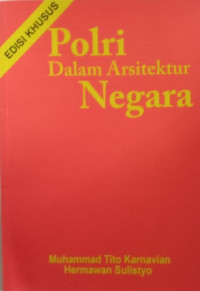 EDISI KHUSUS
Polri
Dalam Arsitektur
Negara
Muhammad Tito Karnavian
Hermawan Sulistyo